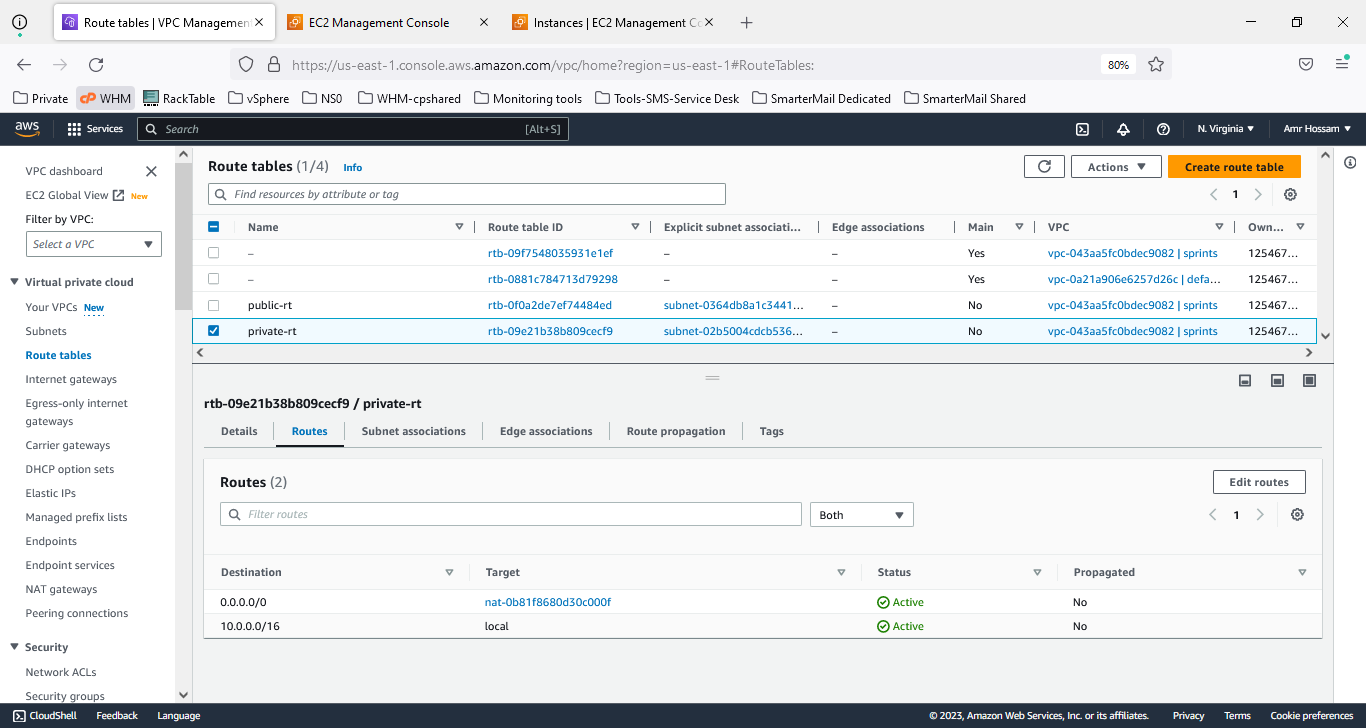 Route tables | VPC Management
EC2 Management Console
Instances | EC2 Management Co
https://us-east-1.console.aws.amazon.com/vpc/home?region=us-east-1#RouteTables:
80%
Private
WHM
RackTable
vSphere
NS0
WHM-cpshared
Monitoring tools
Tools-SMS-Service Desk
SmarterMail Dedicated
SmarterMail Shared
aws
Services
Search
[Alt+S]
N. Virginia
Amr Hossam
VPC dashboard
EC2 Global View New
Filter by VPC:
Select a VPC
Virtual private cloud
Your VPCs New
Subnets
Route tables
Internet gateways
Egress-only internet
gateways
Carrier gateways
DHCP option sets
Elastic IPs
Managed prefix lists
Endpoints
Endpoint services
NAT gateways
Peering connections
Security
Network ACLs
Security groups
Route tables (1/4) Info
Actions
Create route table
Find resources by attribute or tag
1
Name Route table ID Explicit subnet associati... Edge associations Main VPC Own...
– rtb-09f7548035931e1ef – – Yes vpc-043aa5fc0bdec9082 | sprints 125467...
– rtb-0881c784713d79298 – – Yes vpc-0a21a906e6257d26c | defa... 125467...
public-rt rtb-0f0a2de7ef74484ed subnet-0364db8a1c3441... – No vpc-043aa5fc0bdec9082 | sprints 125467...
private-rt rtb-09e21b38b809cecf9 subnet-02b5004cdcb536... – No vpc-043aa5fc0bdec9082 | sprints 125467...
rtb-09e21b38b809cecf9 / private-rt
Details
Routes
Subnet associations
Edge associations
Route propagation
Tags
Routes (2)
Edit routes
Filter routes
Both
1
Destination Target Status Propagated
0.0.0.0/0 nat-0b81f8680d30c000f Active No
10.0.0.0/16 local Active No
CloudShell
Feedback
Language
© 2023, Amazon Web Services, Inc. or its affiliates.
Privacy
Terms
Cookie preferences